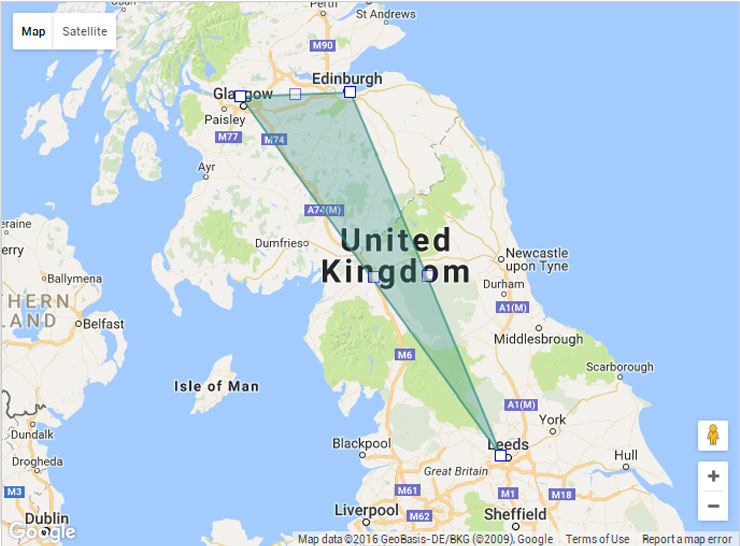 Oban
Perth
St Andrews
Map
Satellite
M90
Edinburgh
Glasgow
Paisley
M77
M74
Ayr
A74(M)
eraine
erry
Dumfries
United
Kingdom
Newcastle
upon Tyne
Ballymena
Durham
HERN
LAND
Belfast
A1(M)
Middlesbrough
M6
Scarborough
Isle of Man
A1(M)
York
Dundalk
Blackpool
Leeds
Hull
Drogheda
Great Britain
M3
M61
M1
M18
Dublin
Liverpool
M62
Sheffield
Google
Map data ©2016 GeoBasis-DE/BKG (©2009), Google
Terms of Use
Report a map error